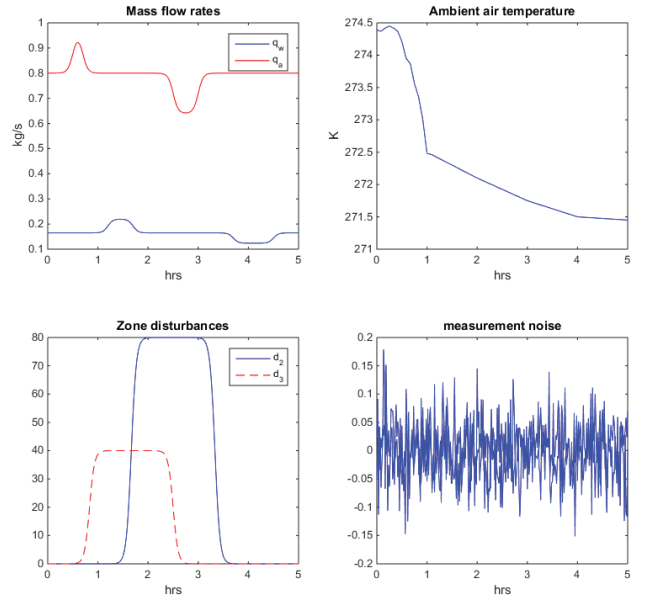 Mass flow rates
kg/s
1
0.9
0.8
0.7
0.6
0.5
0.4
0.3
0.2
0.1
0 1 2 3 4 5
hrs
q_w
q_a
Ambient air temperature
K
274.5
274
273.5
273
272.5
272
271.5
271
0 1 2 3 4 5
hrs
Zone disturbances
80
70
60
50
40
30
20
10
0
0 1 2 3 4 5
hrs
d_2
d_3
measurement noise
0.2
0.15
0.1
0.05
0
-0.05
-0.1
-0.15
-0.2
0 1 2 3 4 5
hrs